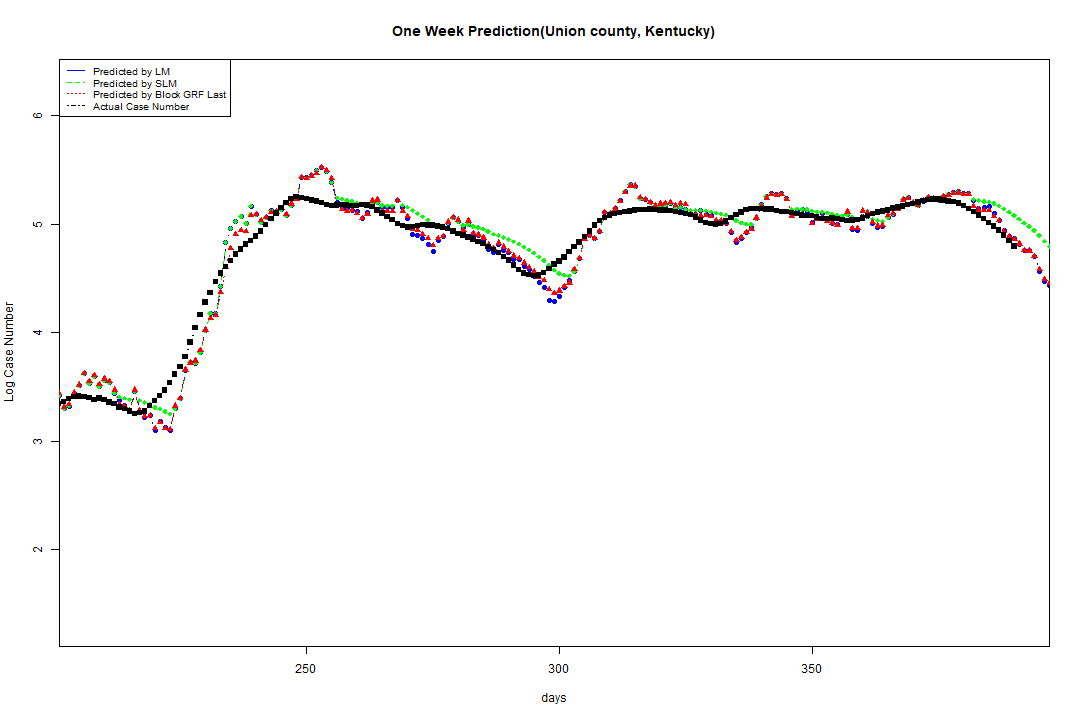 One Week Prediction(Union county, Kentucky)
Predicted by LM
Predicted by SLM
Predicted by Block GRF Last
Actual Case Number
6
5
4
3
2
Log Case Number
250
300
350
days